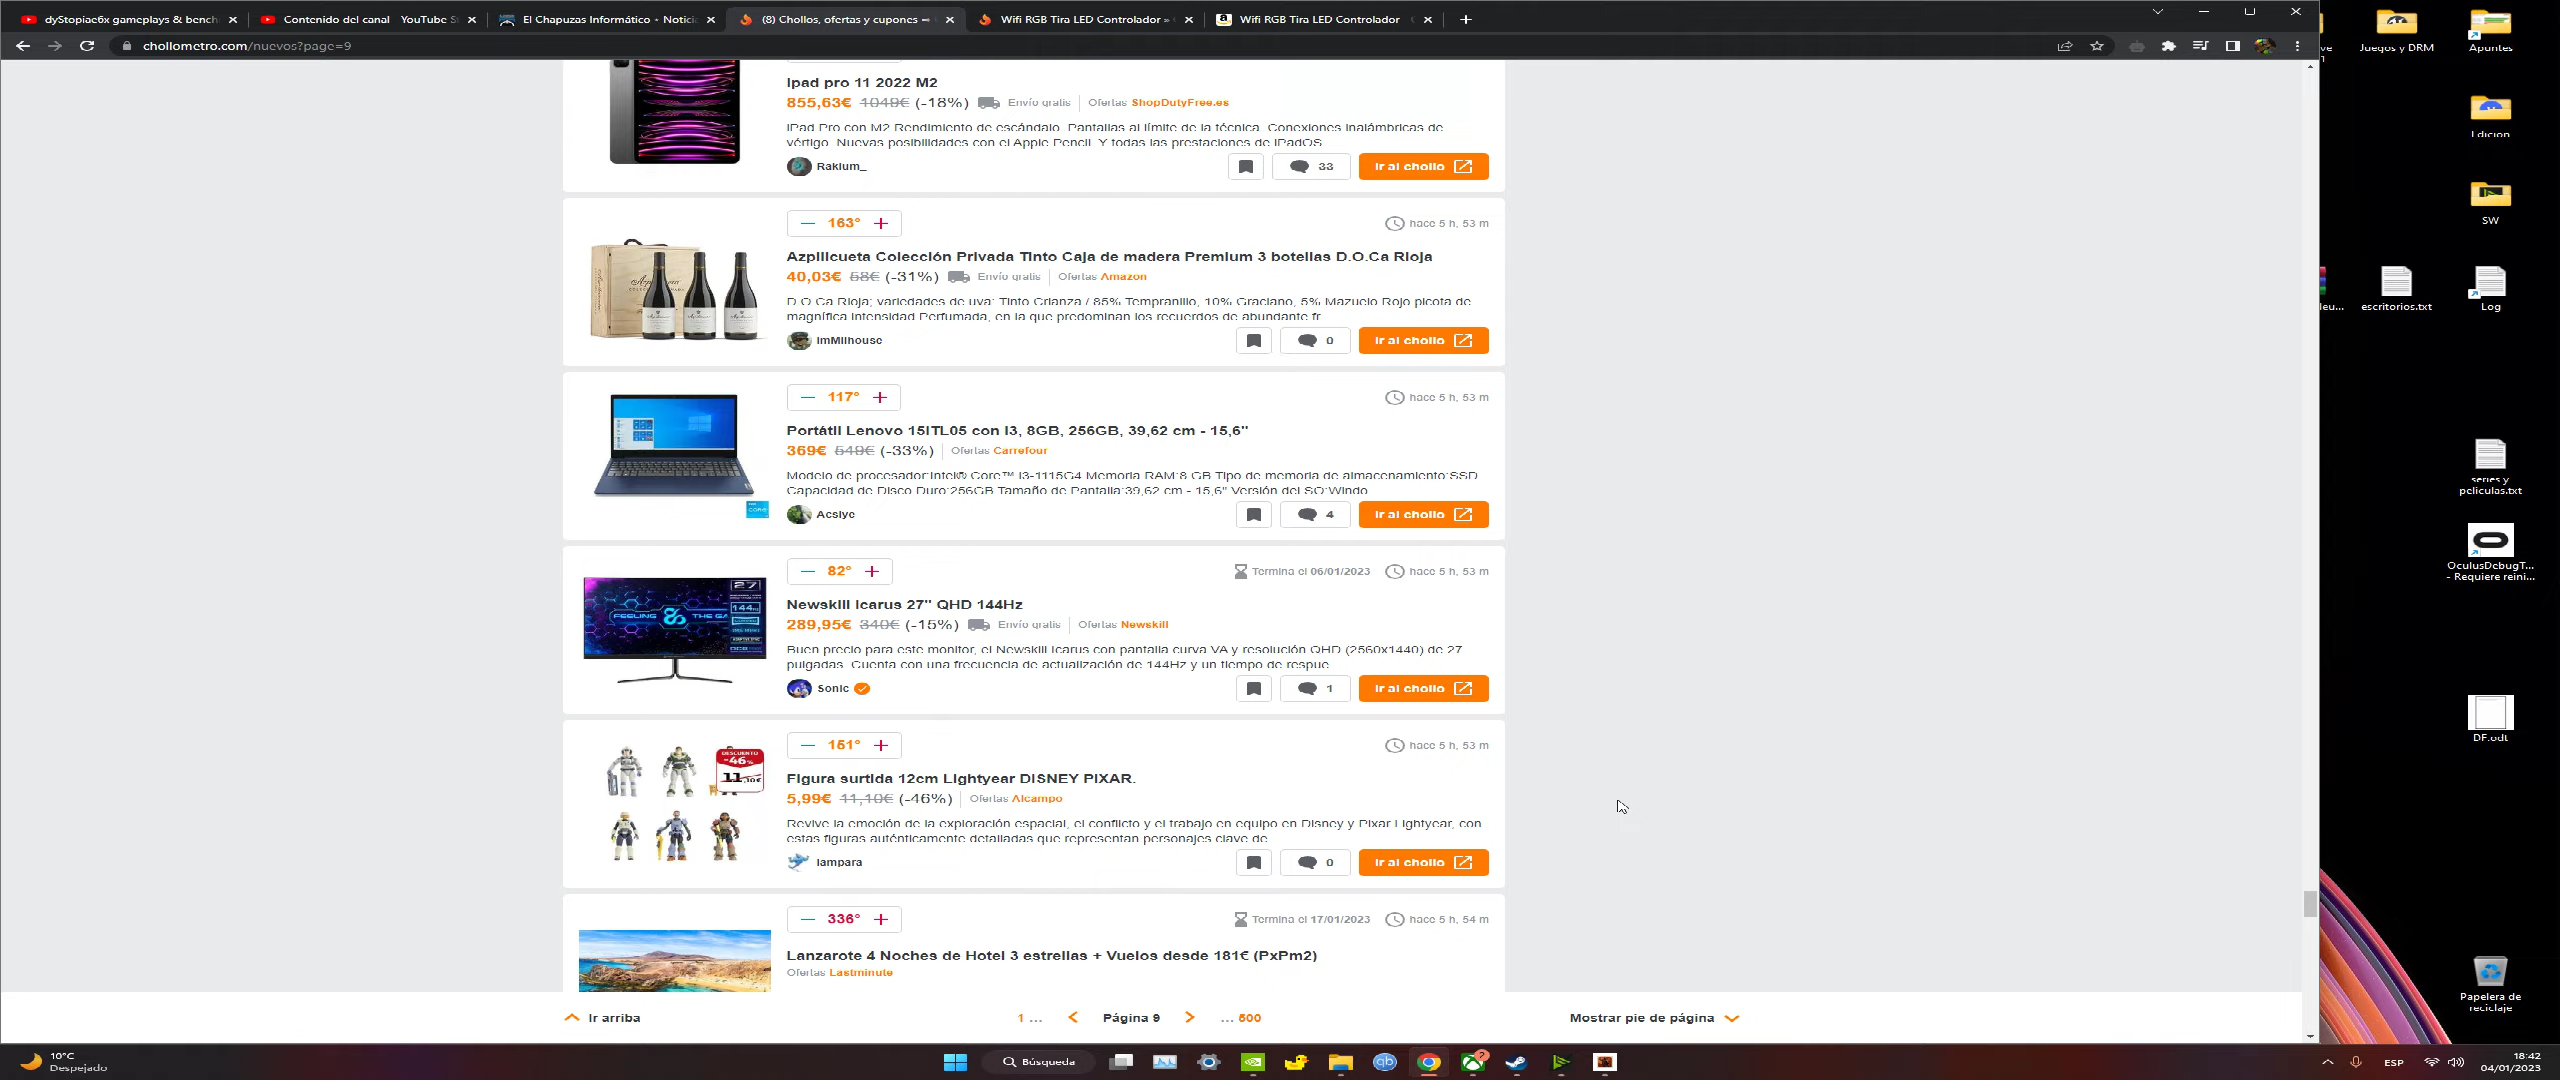 dyStopiae6x gameplays & bench
Contenido del canal - YouTube S
El Chapuzas Informático • Notici
(8) Chollos, ofertas y cupones
Wifi RGB Tira LED Controlador »
Wifi RGB Tira LED Controlador
chollometro.com/nuevos?page=9
Ipad pro 11 2022 M2
855,63€ 1049€ (-18%) Envío gratis Ofertas ShopDutyFree.es
iPad Pro con M2 Rendimiento de escándalo. Pantallas al límite de la técnica. Conexiones inalámbricas de
vértigo. Nuevas posibilidades con el Apple Pencil. Y todas las prestaciones de iPadOS
Rakium_
33
Ir al chollo
163°
hace 5 h, 53 m
Azpilicueta Colección Privada Tinto Caja de madera Premium 3 botellas D.O.Ca Rioja
40,03€ 58€ (-31%) Envío gratis Ofertas Amazon
D.O.Ca Rioja; variedades de uva: Tinto Crianza / 85% Tempranillo, 10% Graciano, 5% Mazuelo Rojo picota de
magnífica intensidad Perfumada, en la que predominan los recuerdos de abundante fr
ImMilhouse
0
Ir al chollo
117°
hace 5 h, 53 m
Portátil Lenovo 15ITL05 con I3, 8GB, 256GB, 39,62 cm - 15,6"
369€ 549€ (-33%) Ofertas Carrefour
Modelo de procesador:Intel® Core™ i3-1115G4 Memoria RAM:8 GB Tipo de memoria de almacenamiento:SSD
Capacidad de Disco Duro:256GB Tamaño de Pantalla:39,62 cm - 15,6" Versión del SO:Windo
CORE
Acsiye
4
Ir al chollo
82°
Termina el 06/01/2023
hace 5 h, 53 m
27
144Hz
FEELING THE GA
Newskill Icarus 27" QHD 144Hz
289,95€ 340€ (-15%) Envío gratis Ofertas Newskill
Buen precio para este monitor, el Newskill Icarus con pantalla curva VA y resolución QHD (2560x1440) de 27
pulgadas. Cuenta con una frecuencia de actualización de 144Hz y un tiempo de respue
Sonic
1
Ir al chollo
151°
hace 5 h, 53 m
DESCUENTO
-46%
11,10€
Figura surtida 12cm Lightyear DISNEY PIXAR.
5,99€ 11,10€ (-46%) Ofertas Alcampo
Revive la emoción de la exploración espacial, el conflicto y el trabajo en equipo en Disney y Pixar Lightyear, con
estas figuras auténticamente detalladas que representan personajes clave de
lampara
0
Ir al chollo
336°
Termina el 17/01/2023
hace 5 h, 54 m
Lanzarote 4 Noches de Hotel 3 estrellas + Vuelos desde 181€ (PxPm2)
Ofertas Lastminute
Ir arriba
1 ...
Página 9
... 500
Mostrar pie de página
Juegos y DRM
Apuntes
Edicion
SW
escritorios.txt
Log
series y
peliculas.txt
OculusDebugT...
- Requiere reini...
DF.odt
Papelera de
reciclaje
10°C
Despejado
Búsqueda
2
ESP
18:42
04/01/2023